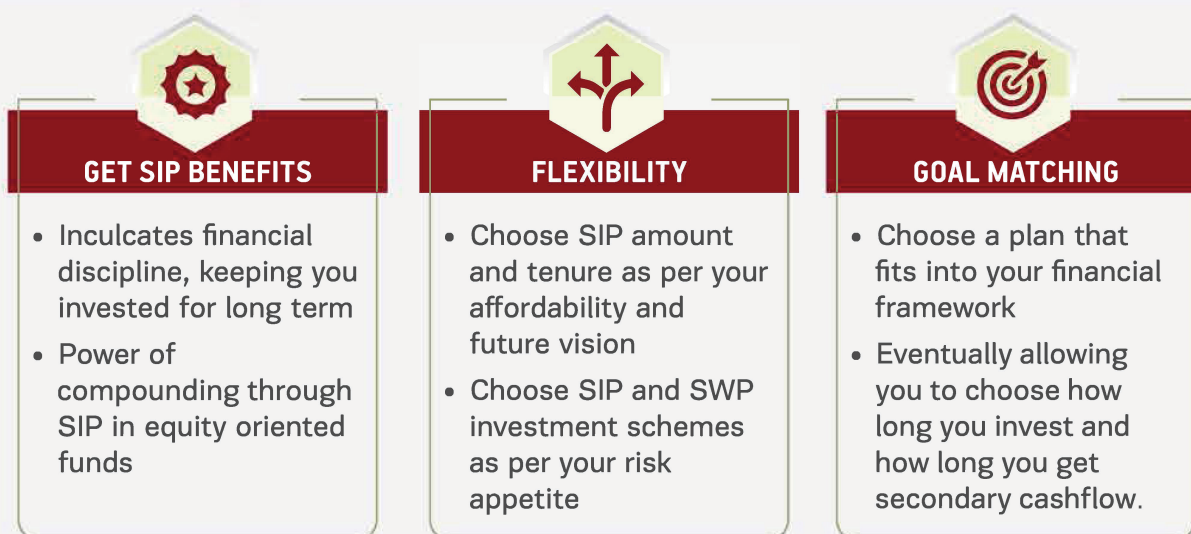 GET SIP BENEFITS
• Inculcates financial
discipline, keeping you
invested for long term
• Power of
compounding through
SIP in equity oriented
funds
FLEXIBILITY
• Choose SIP amount
and tenure as per your
affordability and
future vision
• Choose SIP and SWP
investment schemes
as per your risk
appetite
GOAL MATCHING
• Choose a plan that
fits into your financial
framework
• Eventually allowing
you to choose how
long you invest and
how long you get
secondary cashflow.